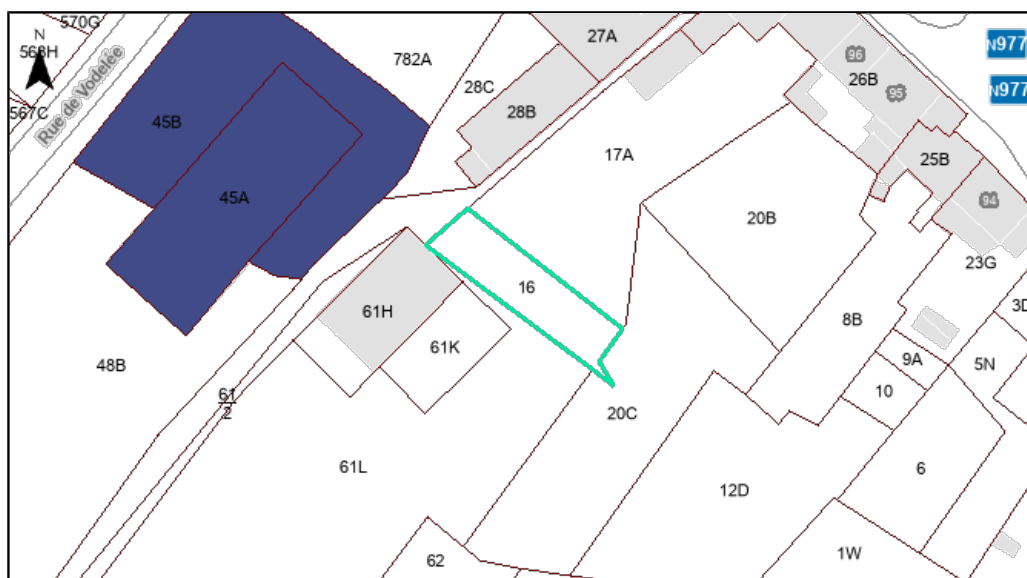 570G
N
568H
567C
Rue de Vodelée
45B
45A
782A
28C
27A
28B
17A
96
26B
95
N977
N977
25B
94
20B
23G
3D
16
61H
61K
8B
9A
5N
10
48B
61
2
20C
61L
12D
6
62
1W